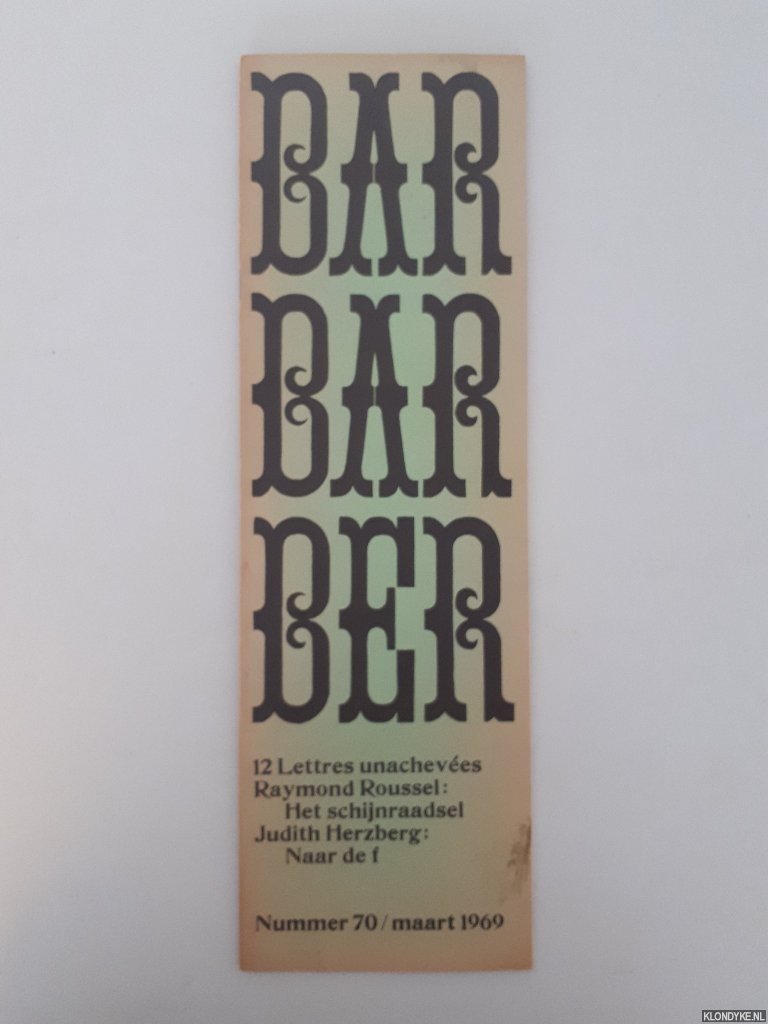 BAR
BAR
BER
12 Lettres unachevées
Raymond Roussel:
Het schijnraadsel
Judith Herzberg:
Naar de f
Nummer 70 / maart 1969
KLONDYKE.NL